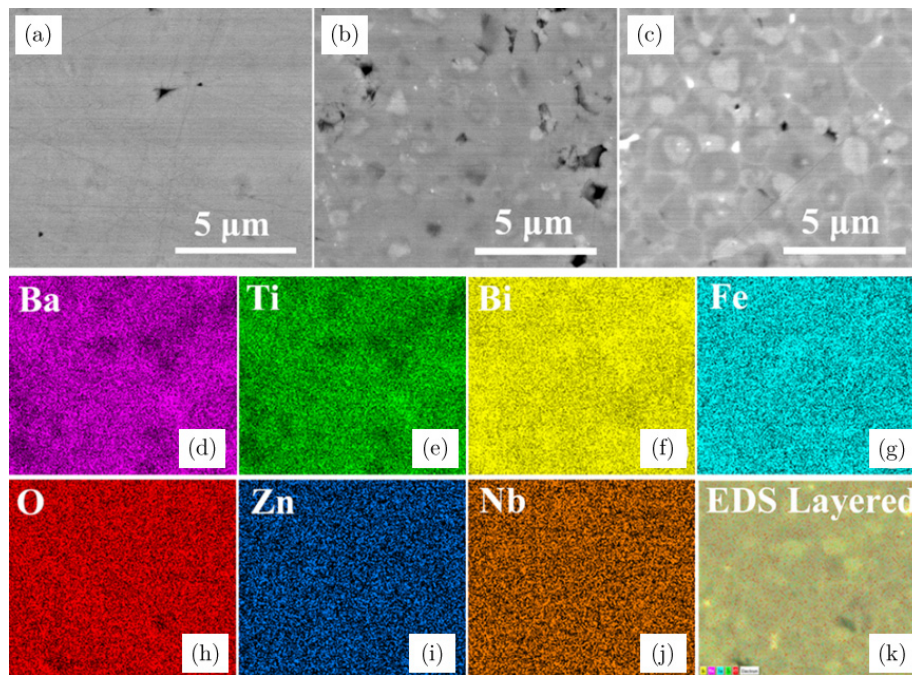 (a)
(b)
(c)
5 μm
5 μm
5 μm
Ba
Ti
Bi
Fe
(d)
(e)
(f)
(g)
O
Zn
Nb
EDS Layered
(h)
(i)
(j)
(k)